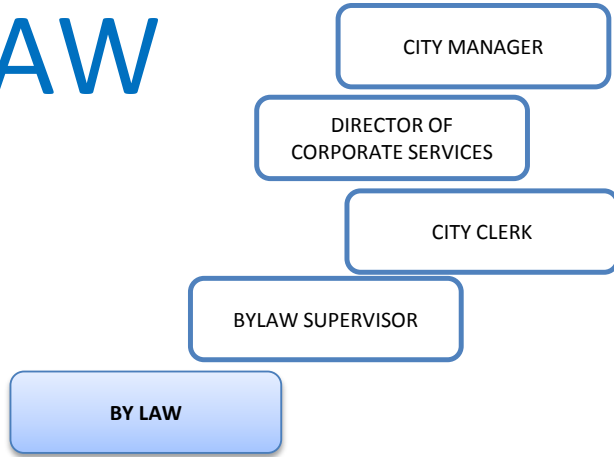 AW
CITY MANAGER
DIRECTOR OF
CORPORATE SERVICES
CITY CLERK
BYLAW SUPERVISOR
BY LAW